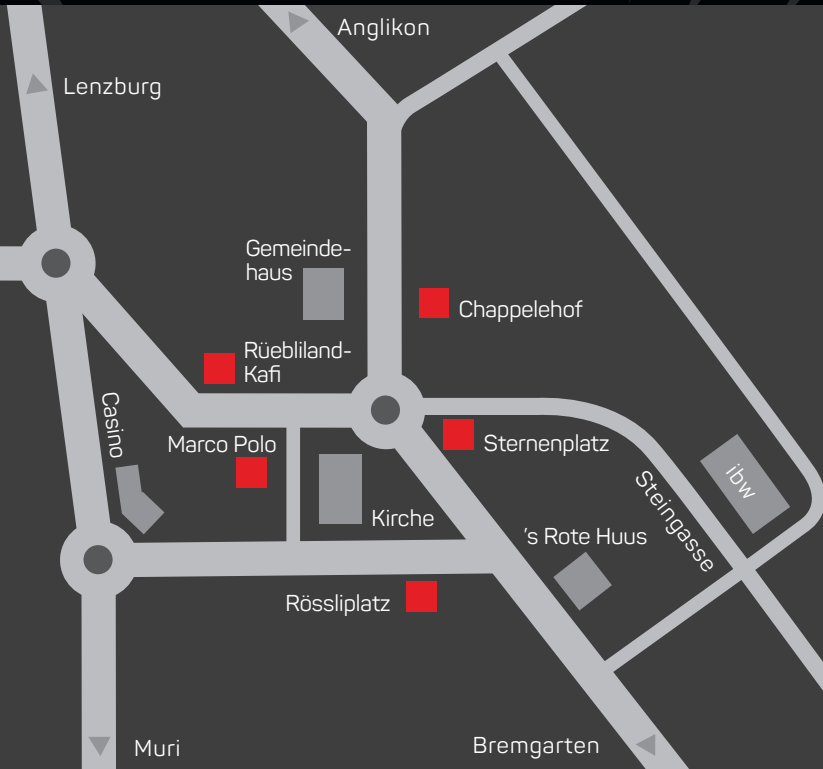 Anglikon
Lenzburg
Gemeinde-
haus
Chappelehof
Rüebliland-
Kafi
Casino
Marco Polo
Sternenplatz
ibw
Steingasse
Kirche
's Rote Huus
Rössliplatz
Muri
Bremgarten